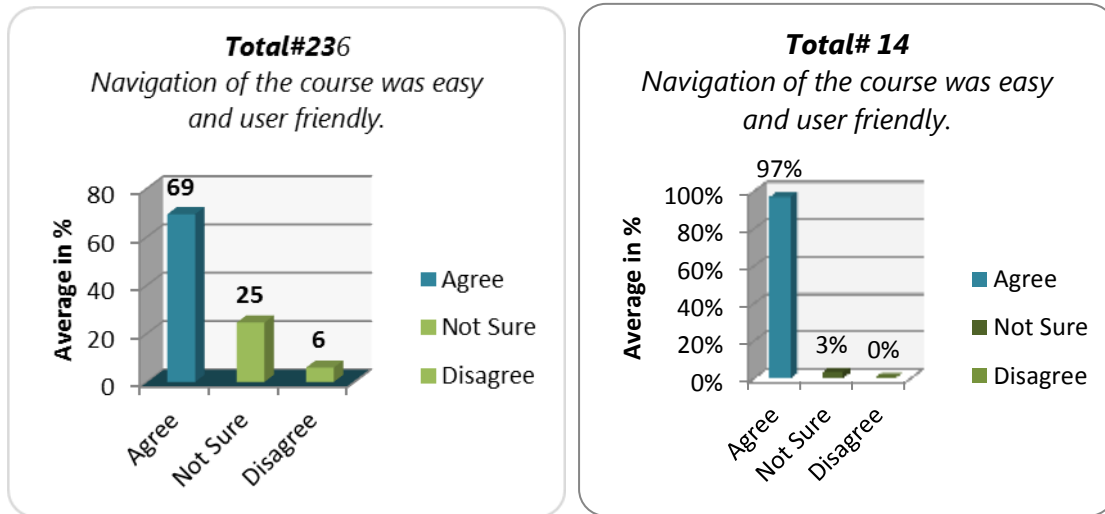 Total#236
Navigation of the course was easy
and user friendly.
Average in %
80
60
40
20
0
69
25
6
Agree
Not Sure
Disagree
Agree
Not Sure
Disagree
Total# 14
Navigation of the course was easy
and user friendly.
Average in %
100%
80%
60%
40%
20%
0%
97%
3%
0%
Agree
Not Sure
Disagree
Agree
Not Sure
Disagree